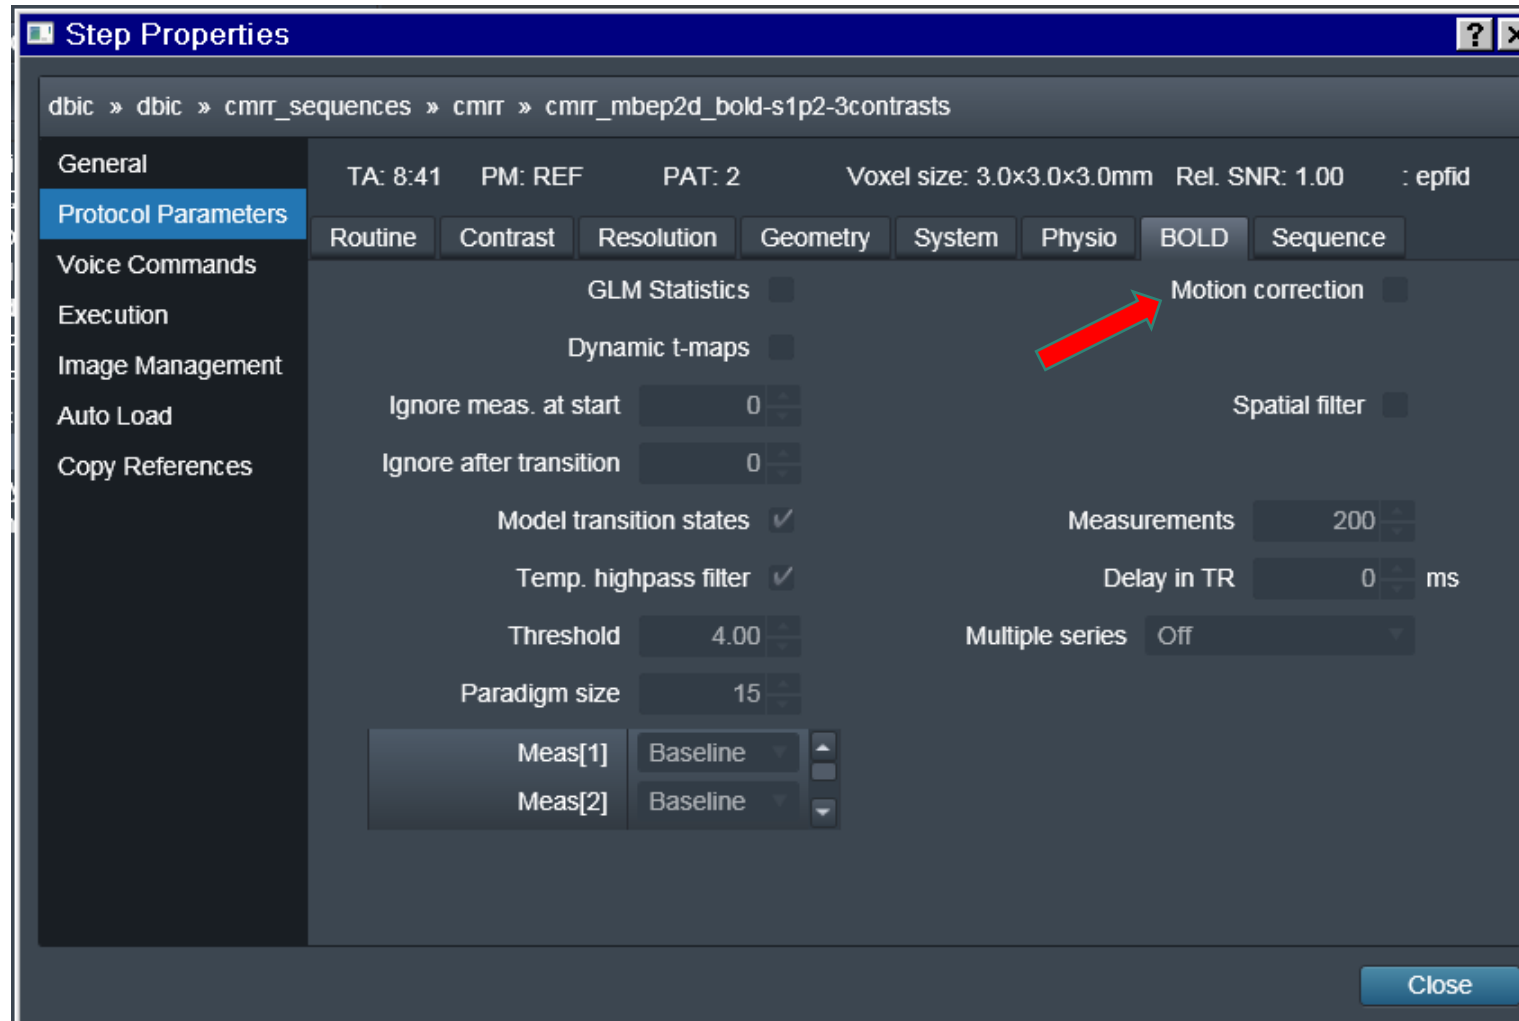 Step Properties
?
dbic » dbic » cmrr_sequences » cmrr » cmrr_mbep2d_bold-s1p2-3contrasts
General
Protocol Parameters
Voice Commands
Execution
Image Management
Auto Load
Copy References
TA: 8:41 PM: REF PAT: 2 Voxel size: 3.0×3.0×3.0mm Rel. SNR: 1.00 : epfid
Routine Contrast Resolution Geometry System Physio BOLD Sequence
GLM Statistics
Dynamic t-maps
Ignore meas. at start 0
Ignore after transition 0
Model transition states
Temp. highpass filter
Threshold 4.00
Paradigm size 15
Meas[1] Baseline
Meas[2] Baseline
Motion correction
Spatial filter
Measurements 200
Delay in TR 0 ms
Multiple series Off
Close